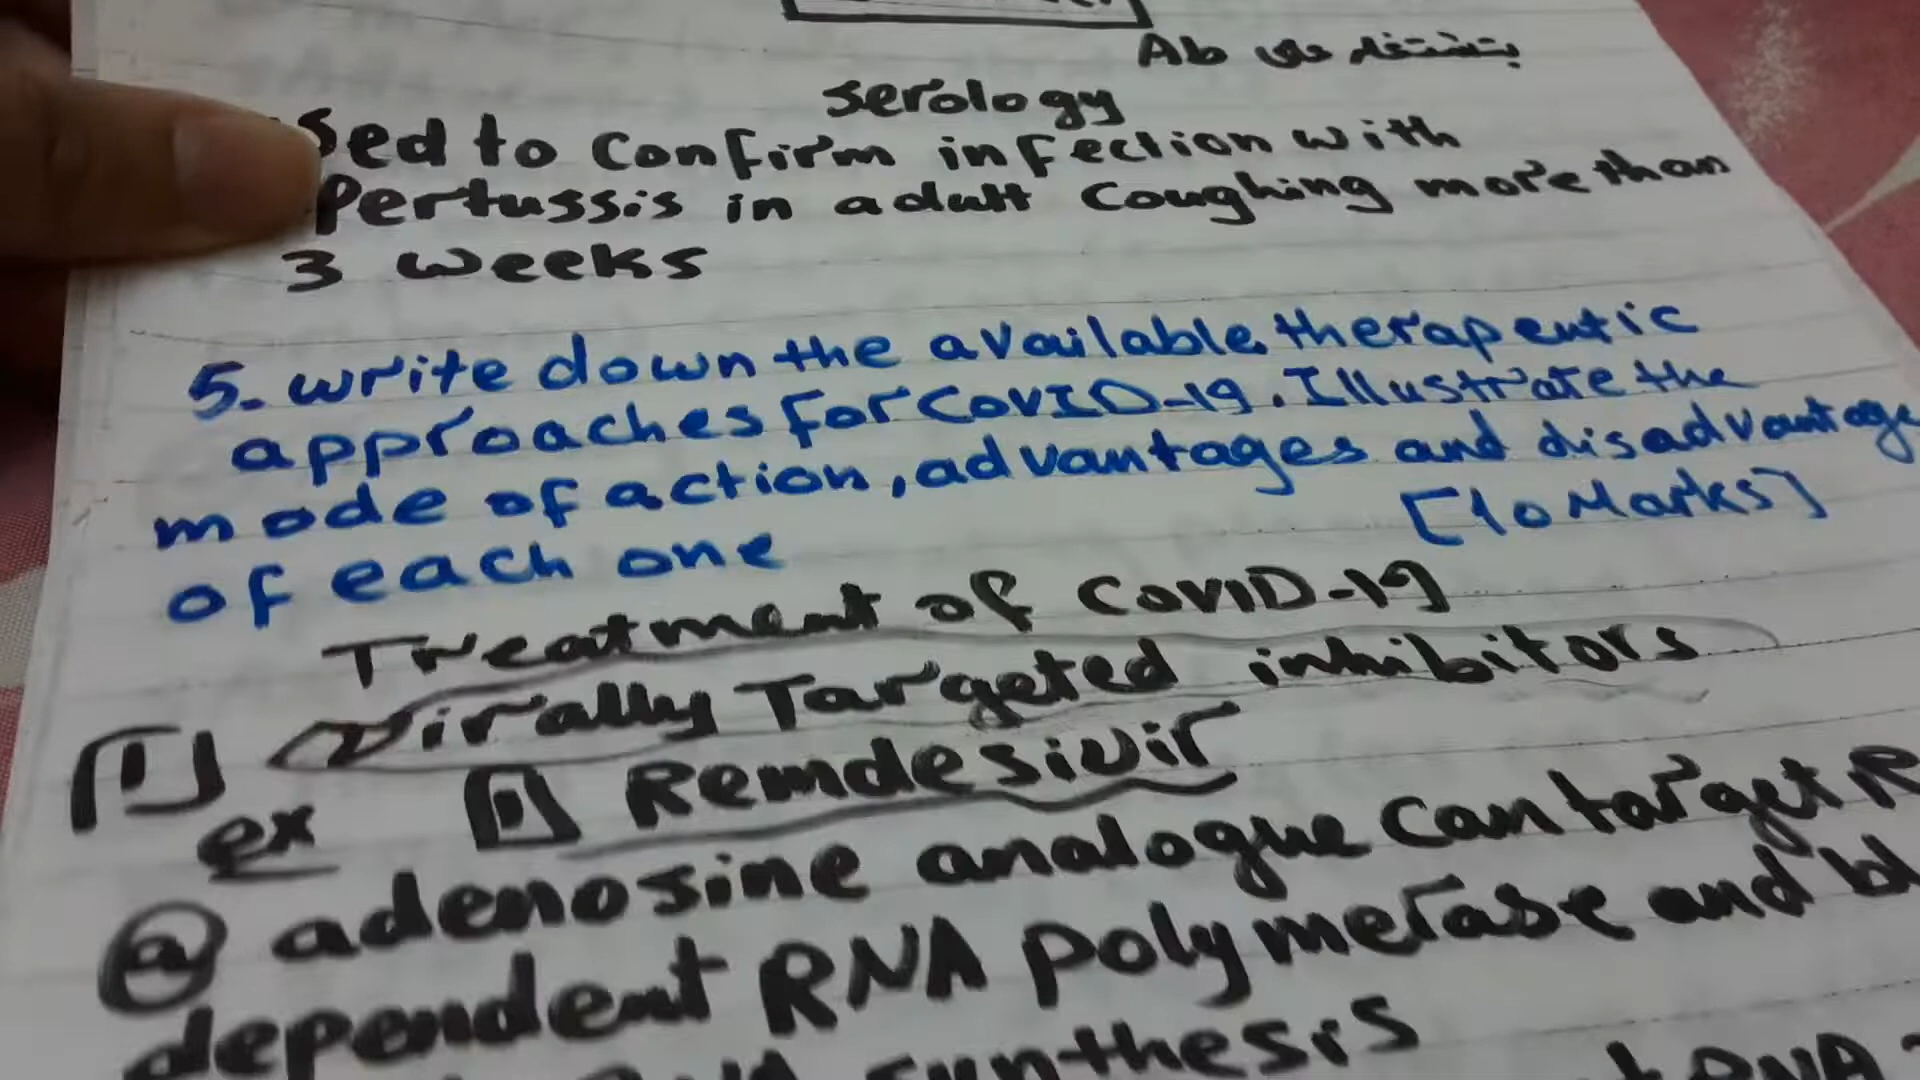 Ab بتشتغل على
serology
sed to confirm infection with
Pertussis in adult coughing more than
3 weeks
5. write down the available therapeutic
approaches for COVID-19. Illustrate the
mode of action, advantages and disadvantage
of each one [10 Marks]
Treatment of COVID-19
1 virally Targeted inhibitors
ex 1 Remdesivir
a adenosine analogue can target
dependent RNA polymerase and bl
synthesis